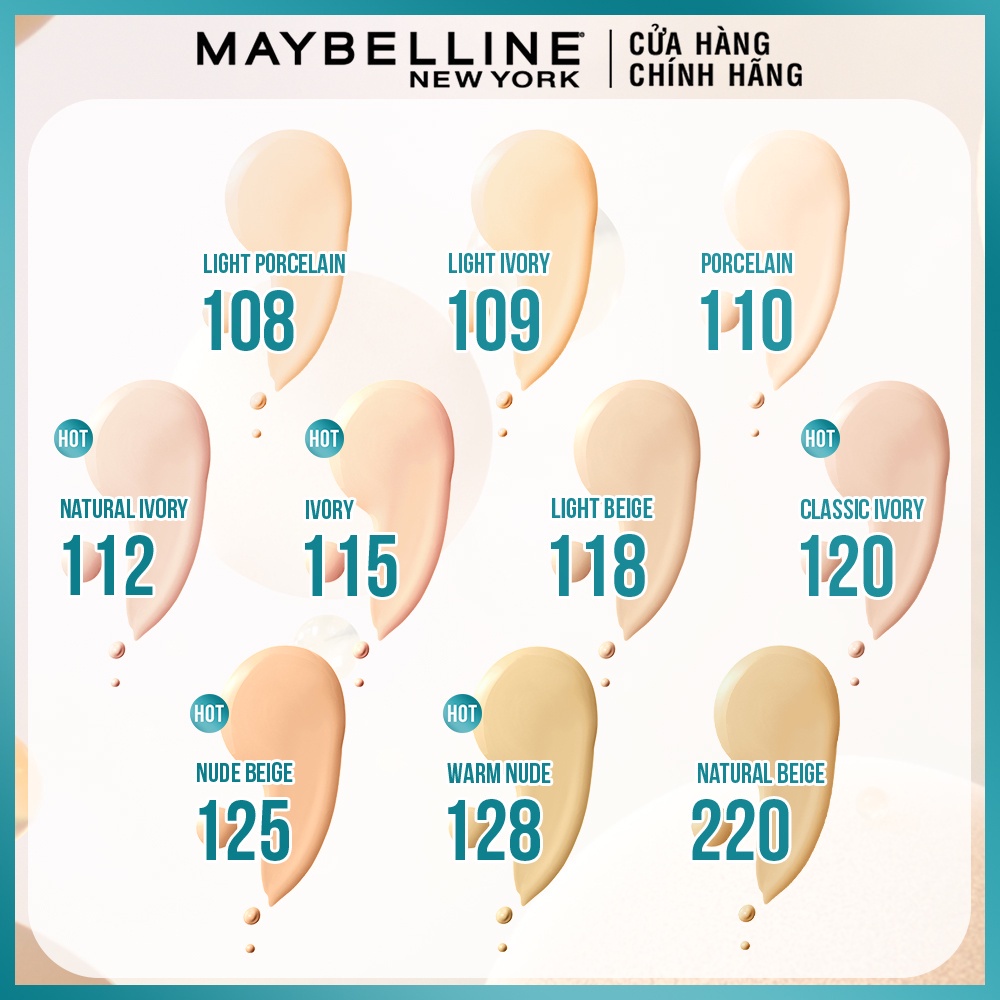 MAYBELLINE
NEW YORK
CỬA HÀNG
CHÍNH HÃNG
LIGHT PORCELAIN
108
LIGHT IVORY
109
PORCELAIN
110
HOT
NATURAL IVORY
112
HOT
IVORY
115
LIGHT BEIGE
118
HOT
CLASSIC IVORY
120
HOT
NUDE BEIGE
125
HOT
WARM NUDE
128
NATURAL BEIGE
220